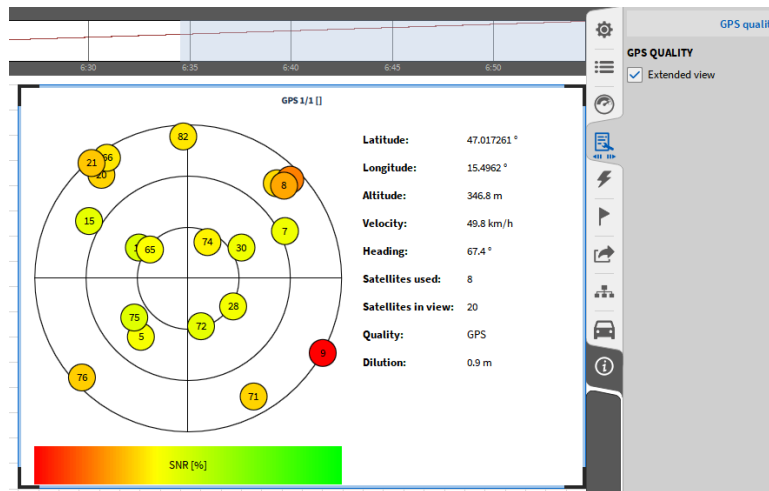 GPS qualit
6:30 6:35 6:40 6:45 6:50
GPS QUALITY
Extended view
GPS 1/1 []
82
21
20
8
15
7
74
65
30
28
75
72
5
9
76
71
Latitude: 47.017261 °
Longitude: 15.4962 °
Altitude: 346.8 m
Velocity: 49.8 km/h
Heading: 67.4 °
Satellites used: 8
Satellites in view: 20
Quality: GPS
Dilution: 0.9 m
SNR [%]